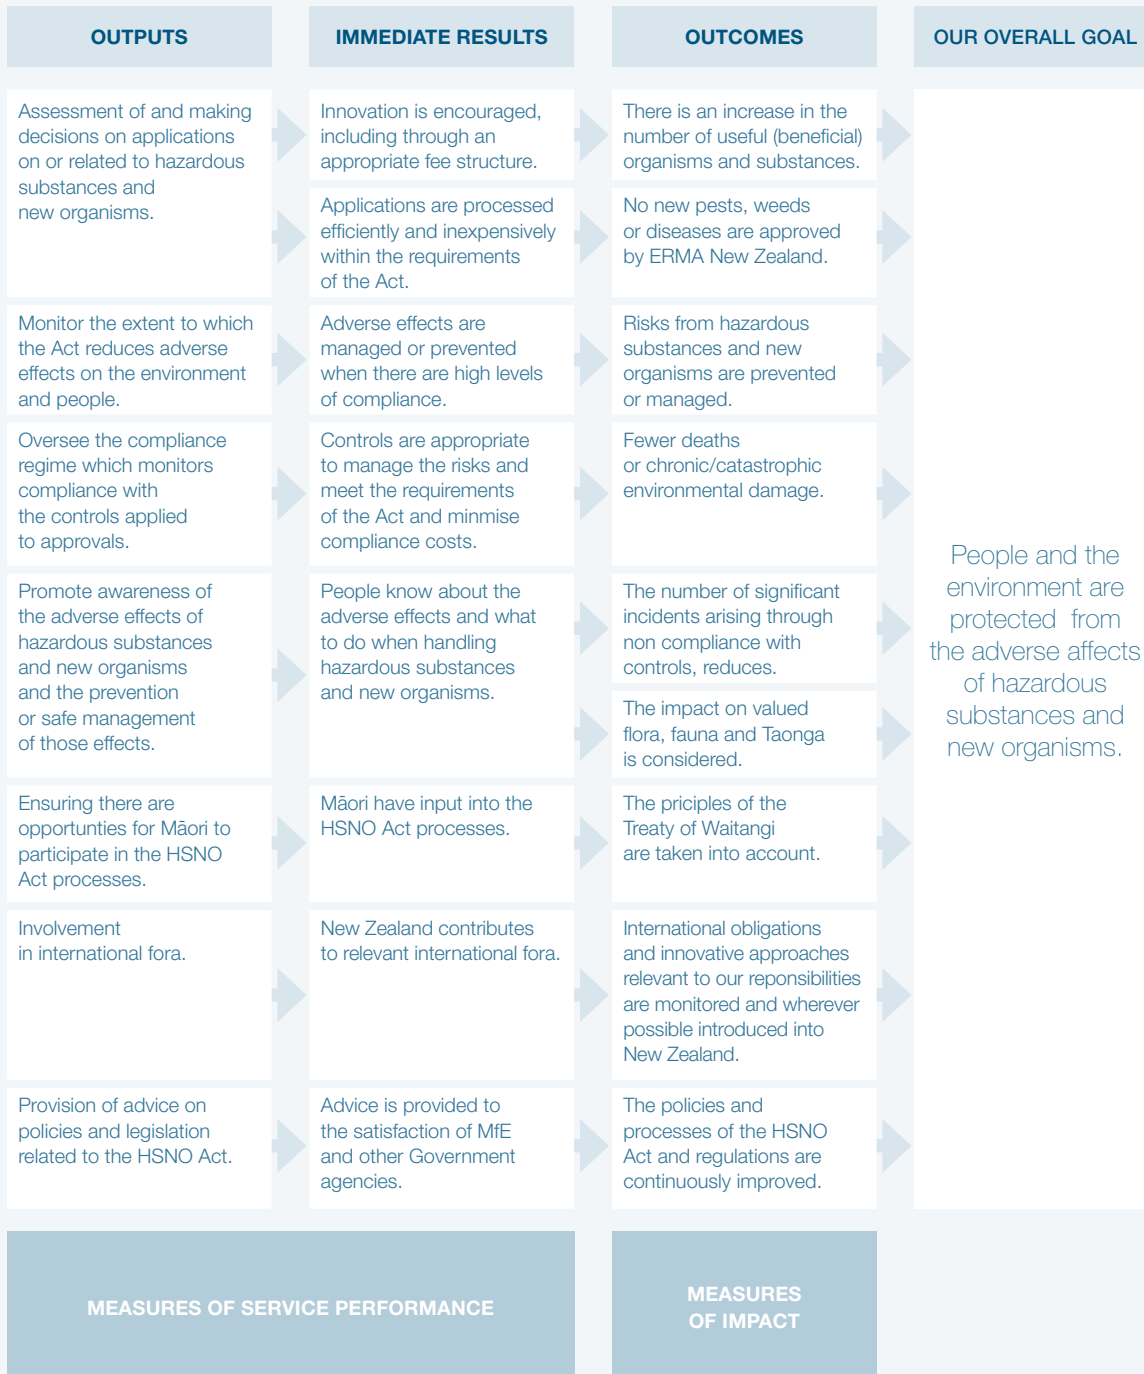 OUTPUTS
IMMEDIATE RESULTS
OUTCOMES
OUR OVERALL GOAL
Assessment of and making
decisions on applications
on or related to hazardous
substances and
new organisms.
Innovation is encouraged,
including through an
appropriate fee structure.
There is an increase in the
number of useful (beneficial)
organisms and substances.
Applications are processed
efficiently and inexpensively
within the requirements
of the Act.
No new pests, weeds
or diseases are approved
by ERMA New Zealand.
Monitor the extent to which
the Act reduces adverse
effects on the environment
and people.
Adverse effects are
managed or prevented
when there are high levels
of compliance.
Risks from hazardous
substances and new
organisms are prevented
or managed.
Oversee the compliance
regime which monitors
compliance with
the controls applied
to approvals.
Controls are appropriate
to manage the risks and
meet the requirements
of the Act and minmise
compliance costs.
Fewer deaths
or chronic/catastrophic
environmental damage.
Promote awareness of
the adverse effects of
hazardous substances
and new organisms
and the prevention
or safe management
of those effects.
People know about the
adverse effects and what
to do when handling
hazardous substances
and new organisms.
The number of significant
incidents arising through
non compliance with
controls, reduces.
The impact on valued
flora, fauna and Taonga
is considered.
Ensuring there are
opportunties for Māori to
participate in the HSNO
Act processes.
Māori have input into the
HSNO Act processes.
The priciples of the
Treaty of Waitangi
are taken into account.
Involvement
in international fora.
New Zealand contributes
to relevant international fora.
International obligations
and innovative approaches
relevant to our reponsibilities
are monitored and wherever
possible introduced into
New Zealand.
Provision of advice on
policies and legislation
related to the HSNO Act.
Advice is provided to
the satisfaction of MfE
and other Government
agencies.
The policies and
processes of the HSNO
Act and regulations are
continuously improved.
People and the
environment are
protected from
the adverse affects
of hazardous
substances and
new organisms.
MEASURES OF SERVICE PERFORMANCE
MEASURES
OF IMPACT